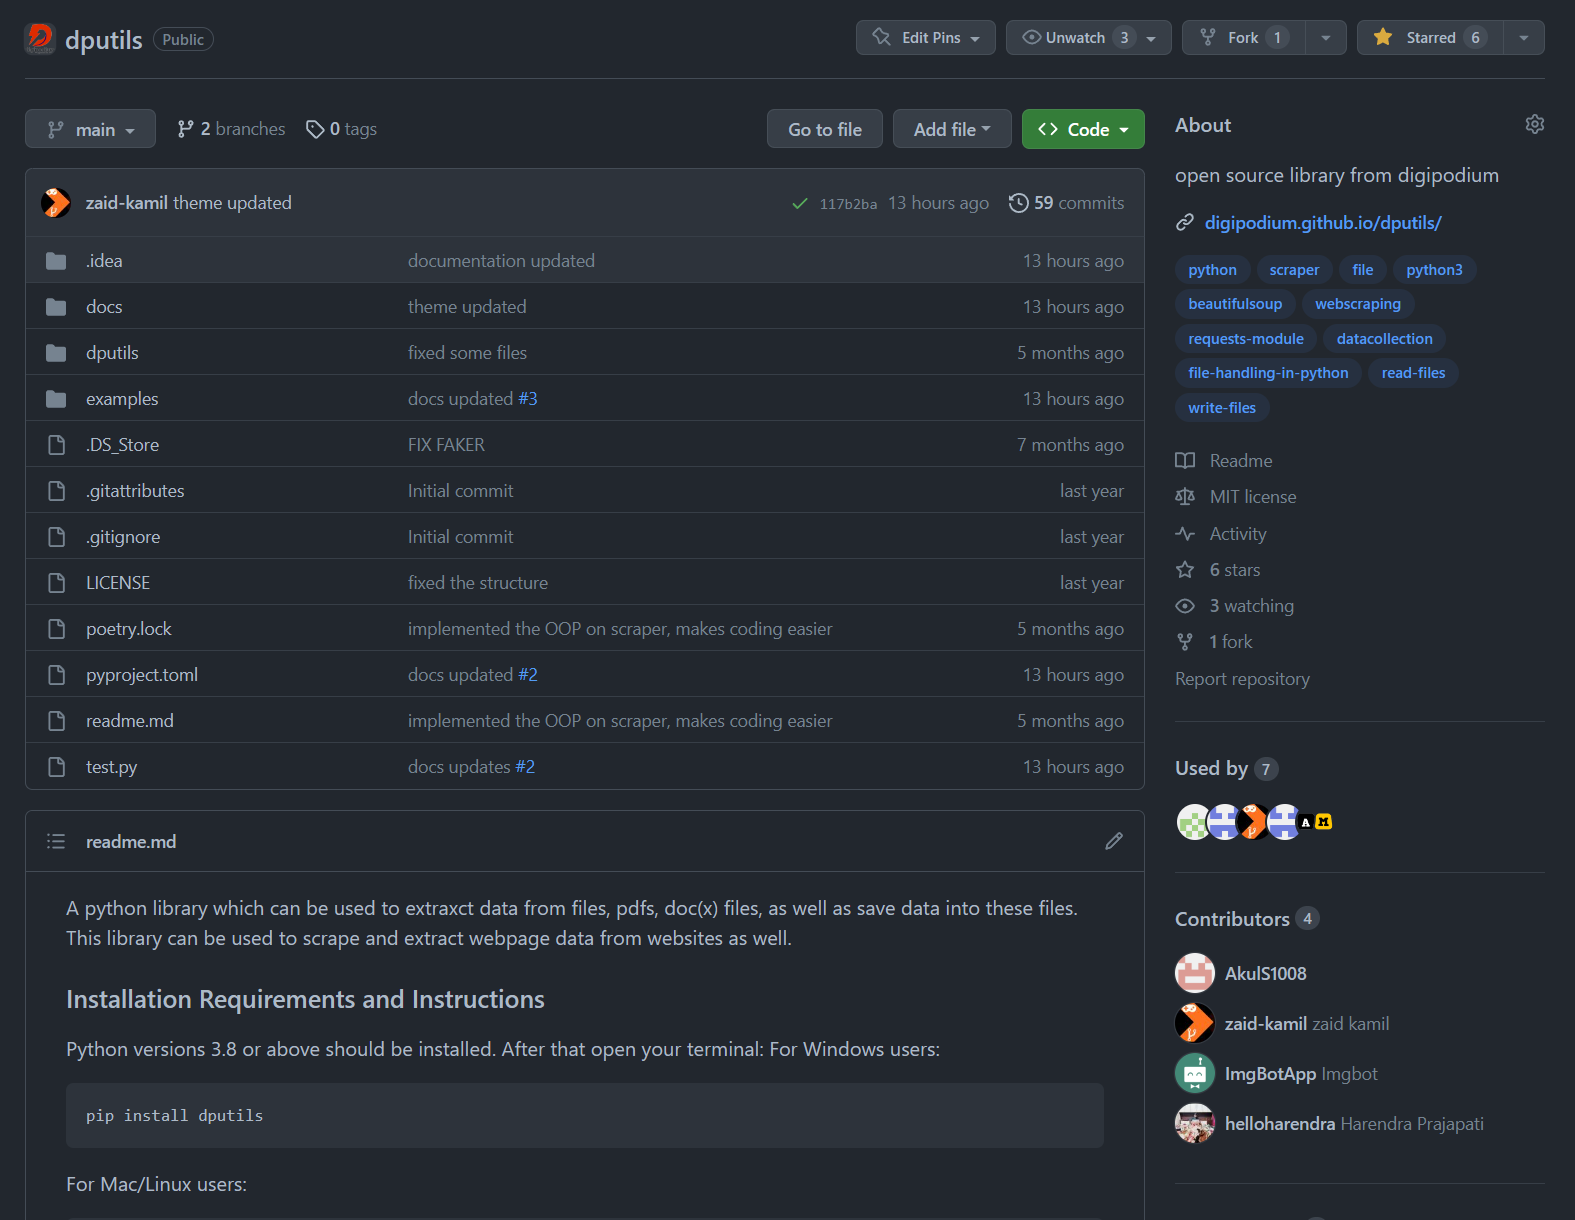 dputils Public Edit Pins Unwatch 3 Fork 1 Starred 6
main 2 branches 0 tags Go to file Add file Code
zaid-kamil theme updated 117b2ba 13 hours ago 59 commits
.idea documentation updated 13 hours ago
docs theme updated 13 hours ago
dputils fixed some files 5 months ago
examples docs updated #3 13 hours ago
.DS_Store FIX FAKER 7 months ago
.gitattributes Initial commit last year
.gitignore Initial commit last year
LICENSE fixed the structure last year
poetry.lock implemented the OOP on scraper, makes coding easier 5 months ago
pyproject.toml docs updated #2 13 hours ago
readme.md implemented the OOP on scraper, makes coding easier 5 months ago
test.py docs updates #2 13 hours ago
readme.md
A python library which can be used to extraxct data from files, pdfs, doc(x) files, as well as save data into these files.
This library can be used to scrape and extract webpage data from websites as well.
Installation Requirements and Instructions
Python versions 3.8 or above should be installed. After that open your terminal: For Windows users:
pip install dputils
For Mac/Linux users:
About
open source library from digipodium
digipodium.github.io/dputils/
python scraper file python3
beautifulsoup webscraping
requests-module datacollection
file-handling-in-python read-files
write-files
Readme
MIT license
Activity
6 stars
3 watching
1 fork
Report repository
Used by 7
A M
Contributors 4
AkulS1008
zaid-kamil zaid kamil
ImgBotApp Imgbot
helloharendra Harendra Prajapati